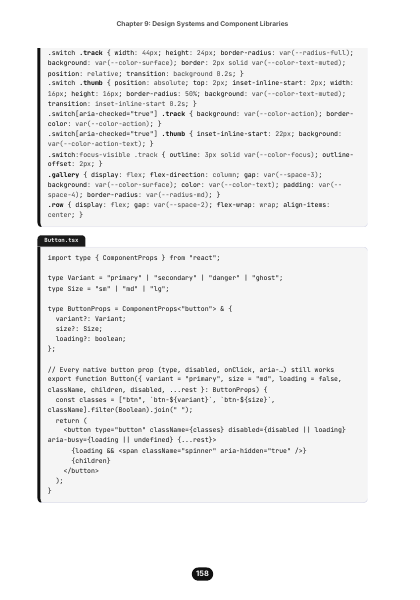 Chapter 9: Design Systems and Component Libraries
.switch .track { width: 44px; height: 24px; border-radius: var(--radius-full);
background: var(--color-surface); border: 2px solid var(--color-text-muted);
position: relative; transition: background 0.2s; }
.switch .thumb { position: absolute; top: 2px; inset-inline-start: 2px; width:
16px; height: 16px; border-radius: 50%; background: var(--color-text-muted);
transition: inset-inline-start 0.2s; }
.switch[aria-checked="true"] .track { background: var(--color-action); border-
color: var(--color-action); }
.switch[aria-checked="true"] .thumb { inset-inline-start: 22px; background:
var(--color-action-text); }
.switch:focus-visible .track { outline: 3px solid var(--color-focus); outline-
offset: 2px; }
.gallery { display: flex; flex-direction: column; gap: var(--space-3);
background: var(--color-surface); color: var(--color-text); padding: var(--
space-4); border-radius: var(--radius-md); }
.row { display: flex; gap: var(--space-2); flex-wrap: wrap; align-items:
center; }
Button.tsx
import type { ComponentProps } from "react";
type Variant = "primary" | "secondary" | "danger" | "ghost";
type Size = "sm" | "md" | "lg";
type ButtonProps = ComponentProps<"button"> & {
variant?: Variant;
size?: Size;
loading?: boolean;
};
// Every native button prop (type, disabled, onClick, aria-…) still works
export function Button({ variant = "primary", size = "md", loading = false,
className, children, disabled, ...rest }: ButtonProps) {
const classes = ["btn", `btn-${variant}`, `btn-${size}`,
className].filter(Boolean).join(" ");
return (
<button type="button" className={classes} disabled={disabled || loading}
aria-busy={loading || undefined} {...rest}>
{loading && <span className="spinner" aria-hidden="true" />}
{children}
</button>
);
}
158